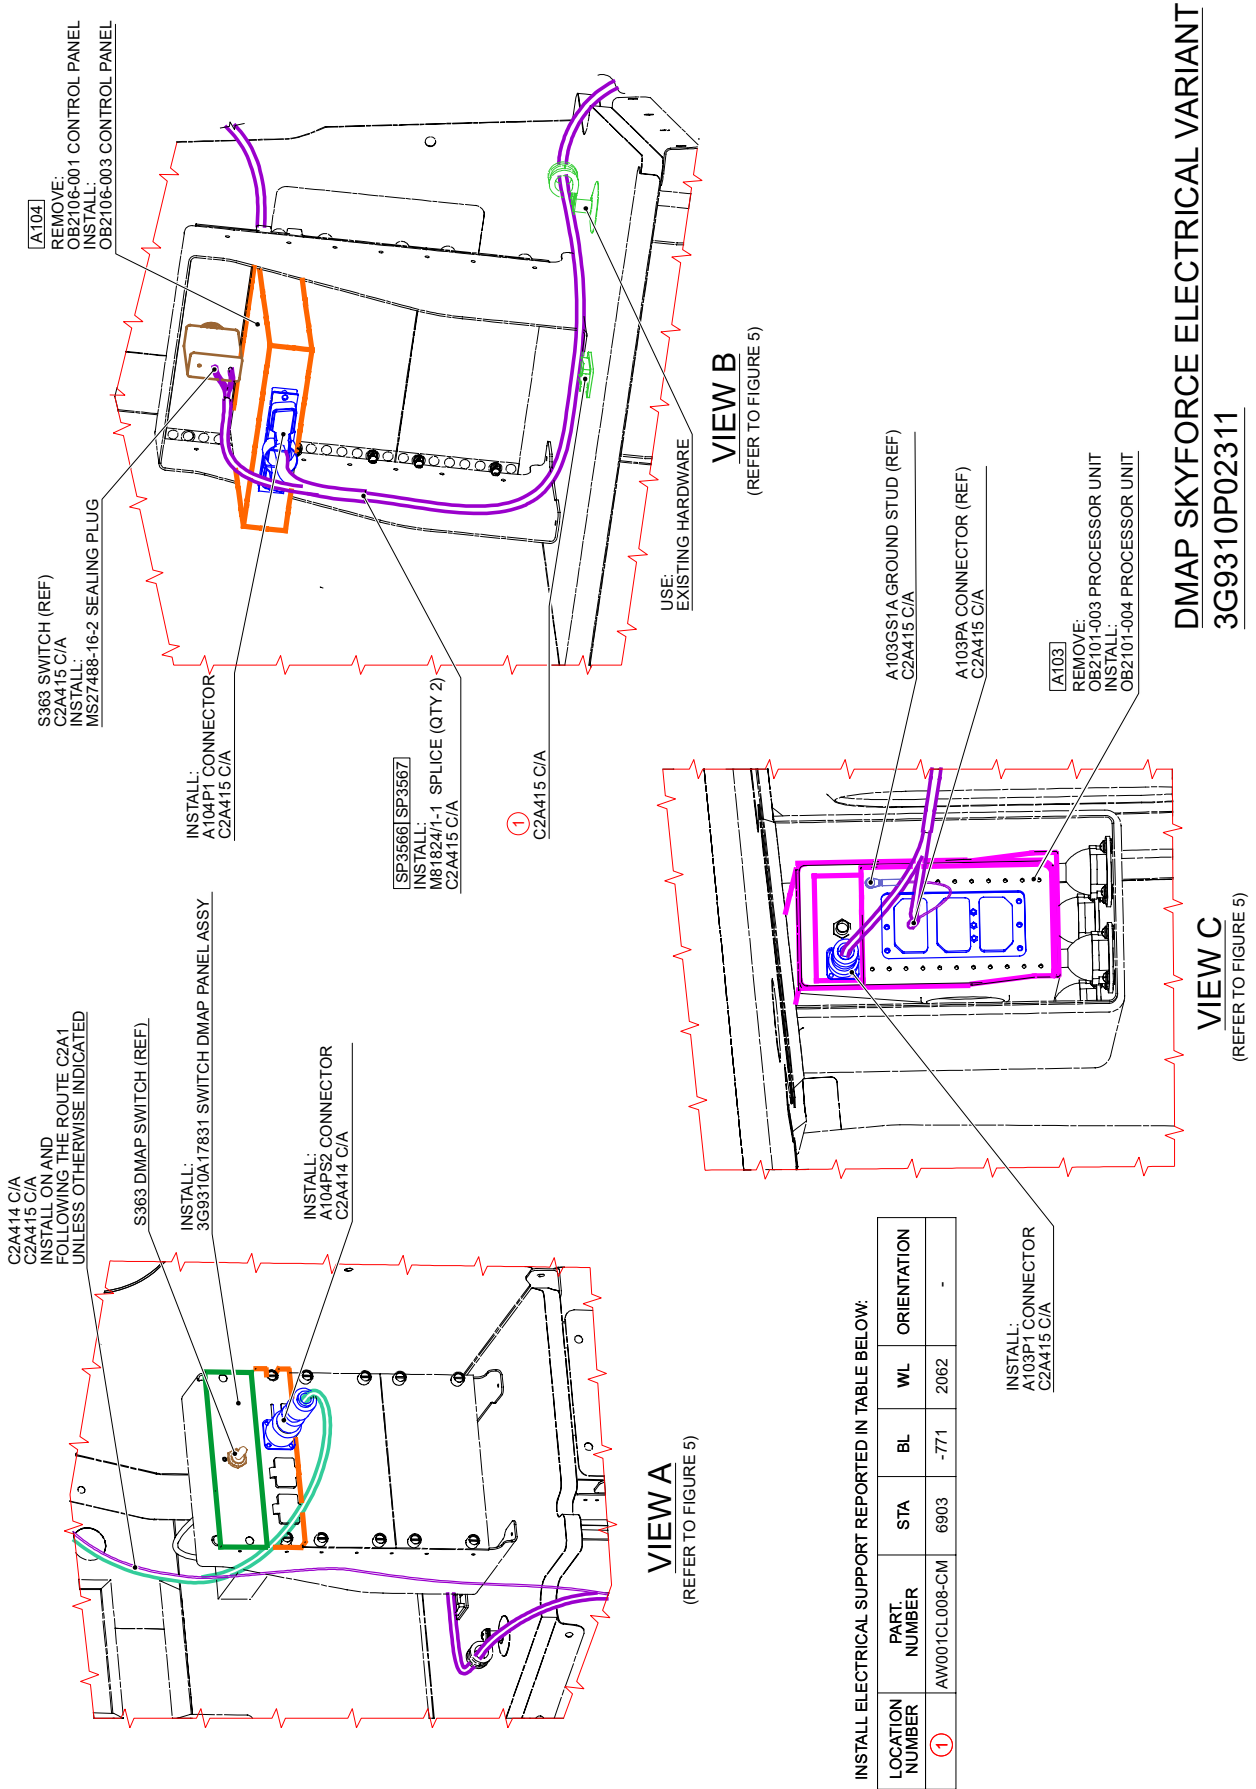 C2A414 C/A
C2A415 C/A
INSTALL ON AND
FOLLOWING THE ROUTE C2A1
UNLESS OTHERWISE INDICATED
S363 DMAP SWITCH (REF)
INSTALL:
3G9310A17831 SWITCH DMAP PANEL ASSY
INSTALL:
A104PS2 CONNECTOR
C2A414 C/A
VIEW A
(REFER TO FIGURE 5)
S363 SWITCH (REF)
C2A415 C/A
INSTALL:
MS27488-16-2 SEALING PLUG
A104
REMOVE:
OB2106-001 CONTROL PANEL
INSTALL:
OB2106-003 CONTROL PANEL
INSTALL:
A104P1 CONNECTOR
C2A415 C/A
SP3566 SP3567
INSTALL:
M81824/1-1 SPLICE (QTY 2)
C2A415 C/A
1
C2A415 C/A
USE:
EXISTING HARDWARE
VIEW B
(REFER TO FIGURE 5)
A103GS1A GROUND STUD (REF)
C2A415 C/A
A103PA CONNECTOR (REF)
C2A415 C/A
A103
REMOVE:
OB2101-003 PROCESSOR UNIT
INSTALL:
OB2101-004 PROCESSOR UNIT
INSTALL:
A103P1 CONNECTOR
C2A415 C/A
VIEW C
(REFER TO FIGURE 5)
INSTALL ELECTRICAL SUPPORT REPORTED IN TABLE BELOW:
LOCATION NUMBER PART. NUMBER STA BL WL ORIENTATION
1 AW001CL008-CM 6903 -771 2062 -
DMAP SKYFORCE ELECTRICAL VARIANT
3G9310P02311